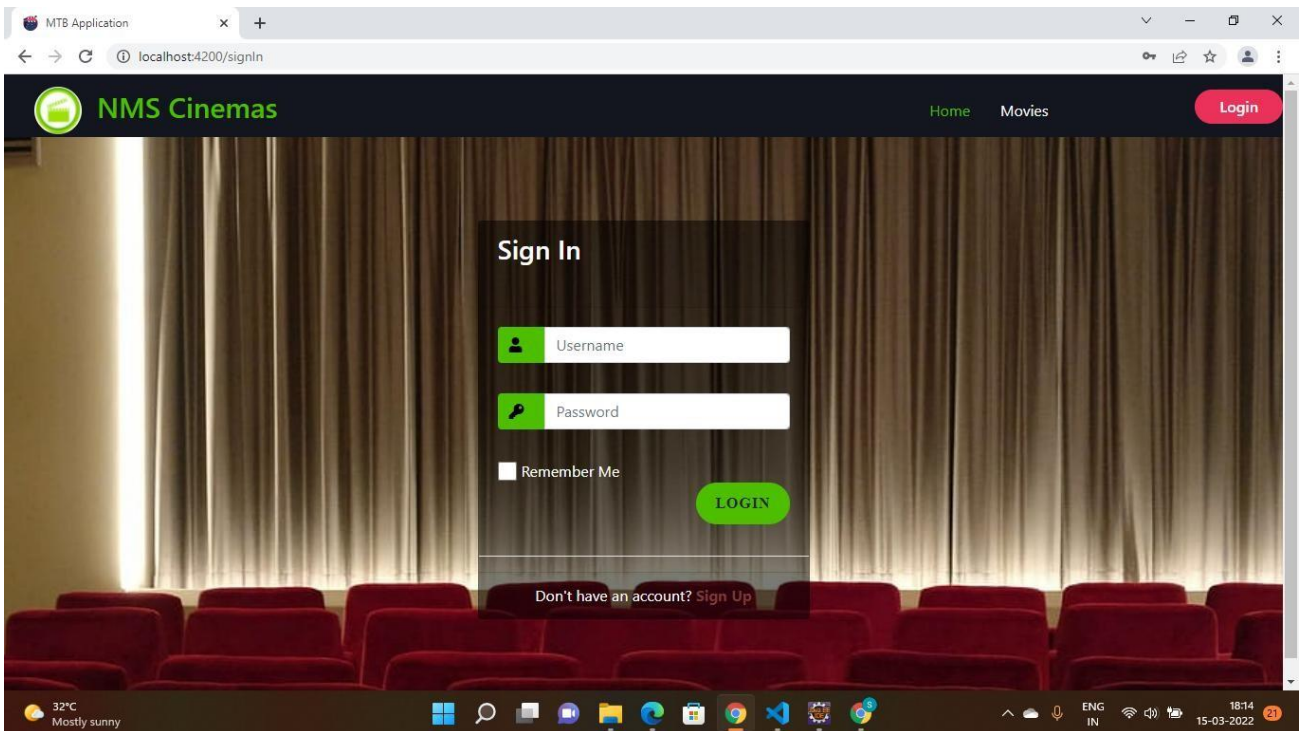 MTB Application
localhost:4200/signIn
NMS Cinemas
Home Movies Login
Sign In
Username
Password
Remember Me
LOGIN
Don't have an account? Sign Up
32°C
Mostly sunny
ENG
IN
18:14
15-03-2022
21